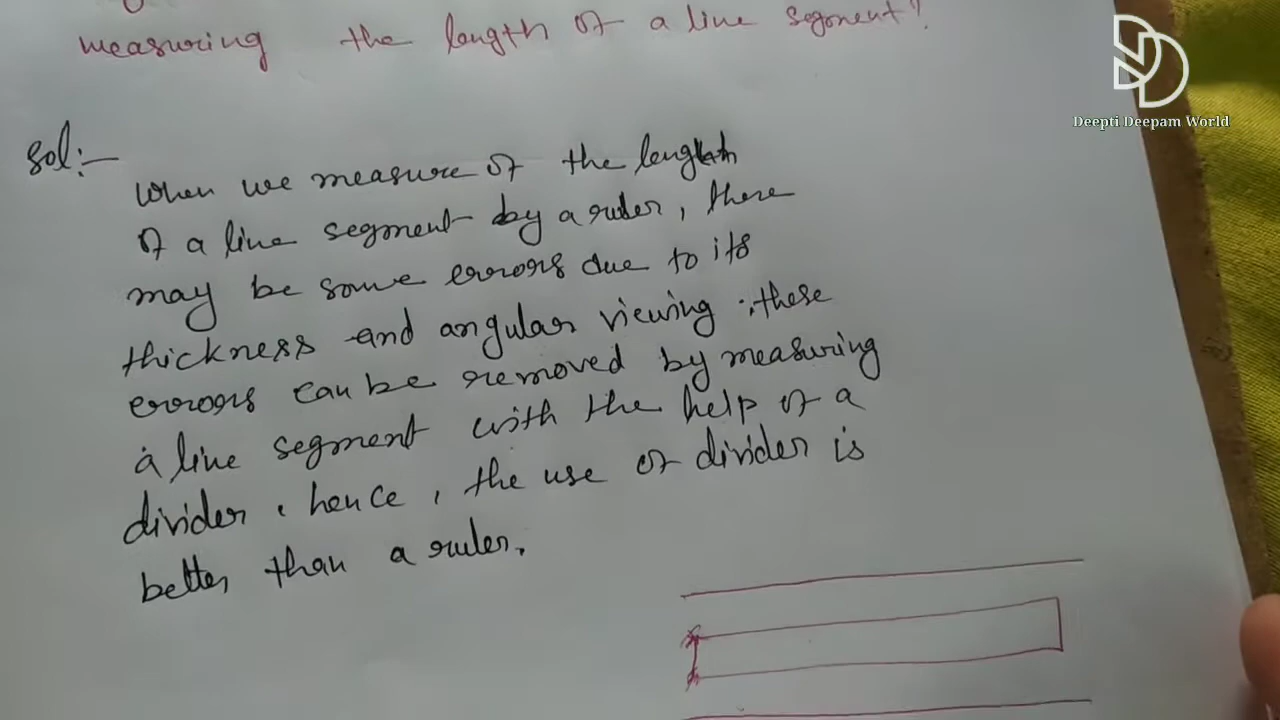 measuring the length of a line segment?
Deepti Deepam World
Sol:-
When we measure of the length
of a line segment by a ruler, there
may be some errors due to its
thickness and angular viewing. these
errors can be removed by measuring
a line segment with the help of a
divider. hence, the use of divider is
better than a ruler.